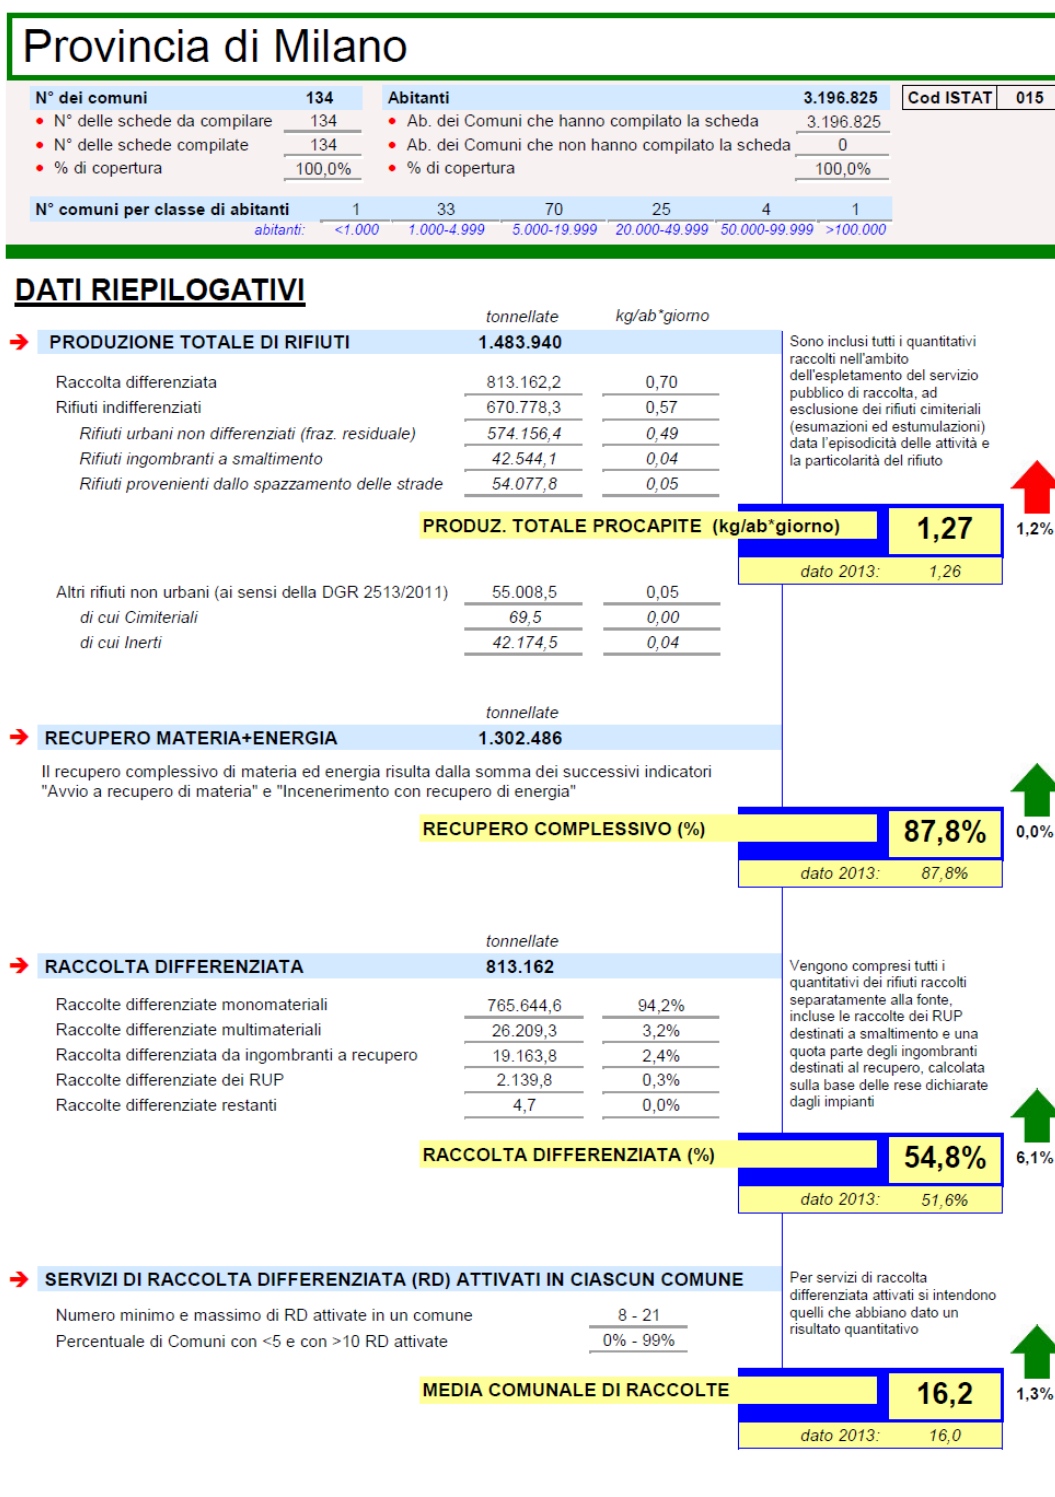 Provincia di Milano
N° dei comuni 134 Abitanti 3.196.825 Cod ISTAT 015
• N° delle schede da compilare 134 • Ab. dei Comuni che hanno compilato la scheda 3.196.825
• N° delle schede compilate 134 • Ab. dei Comuni che non hanno compilato la scheda 0
• % di copertura 100,0% • % di copertura 100,0%
N° comuni per classe di abitanti 1 33 70 25 4 1
abitanti: <1.000 1.000-4.999 5.000-19.999 20.000-49.999 50.000-99.999 >100.000
DATI RIEPILOGATIVI
tonnellate kg/ab*giorno
PRODUZIONE TOTALE DI RIFIUTI 1.483.940
Raccolta differenziata 813.162,2 0,70
Rifiuti indifferenziati 670.778,3 0,57
Rifiuti urbani non differenziati (fraz. residuale) 574.156,4 0,49
Rifiuti ingombranti a smaltimento 42.544,1 0,04
Rifiuti provenienti dallo spazzamento delle strade 54.077,8 0,05
Sono inclusi tutti i quantitativi
raccolti nell'ambito
dell'espletamento del servizio
pubblico di raccolta, ad
esclusione dei rifiuti cimiteriali
(esumazioni ed estumulazioni)
data l'episodicità delle attività e
la particolarità del rifiuto
PRODUZ. TOTALE PROCAPITE (kg/ab*giorno) 1,27 1,2%
dato 2013: 1,26
Altri rifiuti non urbani (ai sensi della DGR 2513/2011) 55.008,5 0,05
di cui Cimiteriali 69,5 0,00
di cui Inerti 42.174,5 0,04
tonnellate
RECUPERO MATERIA+ENERGIA 1.302.486
Il recupero complessivo di materia ed energia risulta dalla somma dei successivi indicatori
"Avvio a recupero di materia" e "Incenerimento con recupero di energia"
RECUPERO COMPLESSIVO (%) 87,8% 0,0%
dato 2013: 87,8%
tonnellate
RACCOLTA DIFFERENZIATA 813.162
Raccolte differenziate monomateriali 765.644,6 94,2%
Raccolte differenziate multimateriali 26.209,3 3,2%
Raccolta differenziata da ingombranti a recupero 19.163,8 2,4%
Raccolte differenziate dei RUP 2.139,8 0,3%
Raccolte differenziate restanti 4,7 0,0%
Vengono compresi tutti i
quantitativi dei rifiuti raccolti
separatamente alla fonte,
incluse le raccolte dei RUP
destinati a smaltimento e una
quota parte degli ingombranti
destinati al recupero, calcolata
sulla base delle rese dichiarate
dagli impianti
RACCOLTA DIFFERENZIATA (%) 54,8% 6,1%
dato 2013: 51,6%
SERVIZI DI RACCOLTA DIFFERENZIATA (RD) ATTIVATI IN CIASCUN COMUNE
Numero minimo e massimo di RD attivate in un comune 8 - 21
Percentuale di Comuni con <5 e con >10 RD attivate 0% - 99%
Per servizi di raccolta
differenziata attivati si intendono
quelli che abbiano dato un
risultato quantitativo
MEDIA COMUNALE DI RACCOLTE 16,2 1,3%
dato 2013: 16,0